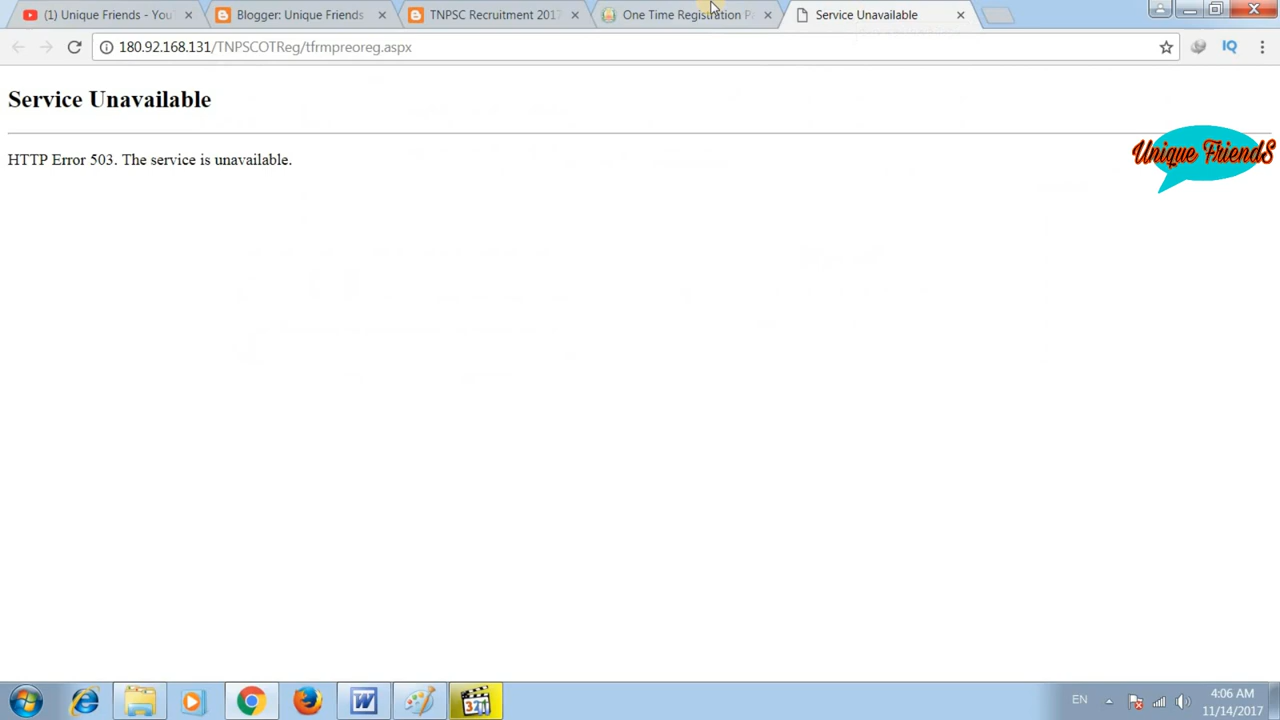 (1) Unique Friends - You
Blogger: Unique Friends
TNPSC Recruitment 2017
One Time Registration P
Service Unavailable
180.92.168.131/TNPSCOTReg/tfrmpreoreg.aspx
IQ
Service Unavailable
HTTP Error 503. The service is unavailable.
Unique FriendS
321
EN
4:06 AM
11/14/2017